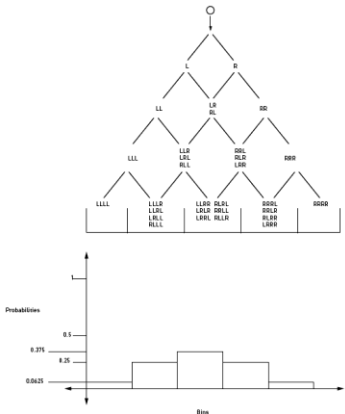 L R
LL LR RR
RL
LLL LLR RRL RRR
LRL RLR
RLL LRR
LLLL LLLR LLRR RLRL RRRL RRRR
LLRL LRLR RRLL RRLR
LRLL LRRL RLLR RLRR
RLLL LRRR
1
Probabilities
0.5
0.375
0.25
0.0625
Bins